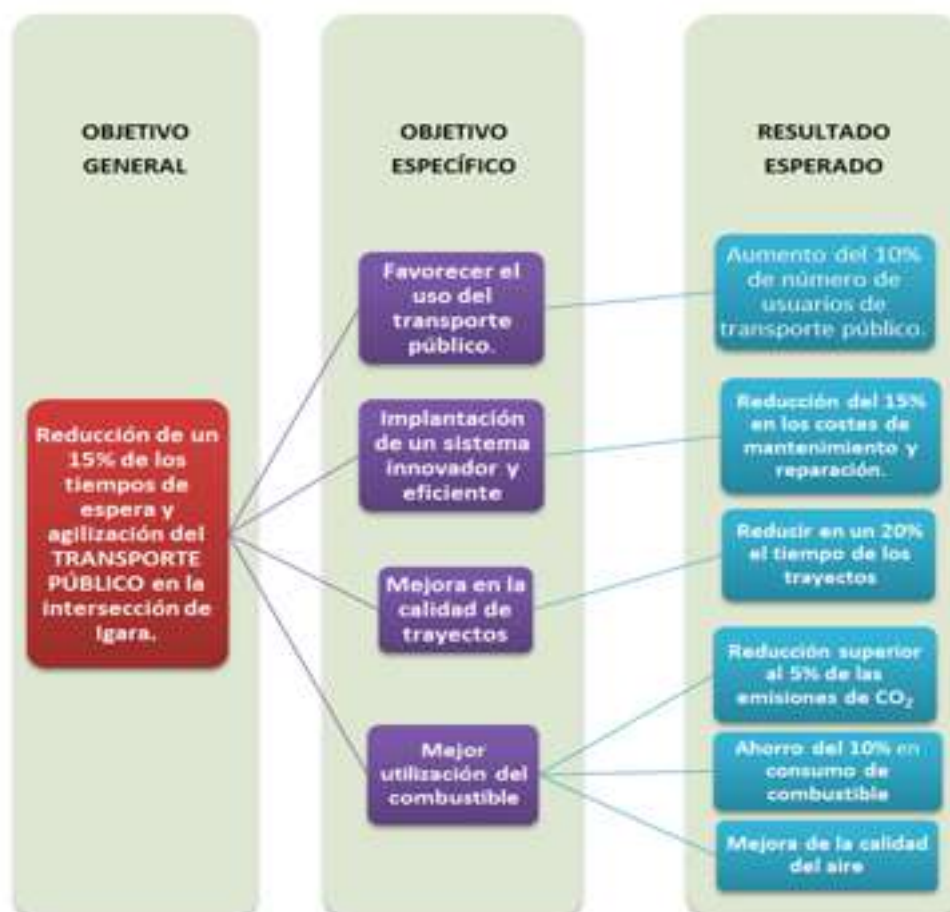 OBJETIVO
GENERAL
Reducción de un
15% de los
tiempos de
espera y
agilización del
TRANSPORTE
PÚBLICO en la
intersección de
Igara.
OBJETIVO
ESPECÍFICO
Favorecer el
uso del
transporte
público.
Implantación
de un sistema
innovador y
eficiente
Mejora en la
calidad de
trayectos
Mejor
utilización del
combustible
RESULTADO
ESPERADO
Aumento del 10%
de número de
usuarios de
transporte público.
Reducción del 15%
en los costes de
mantenimiento y
reparación.
Reducir en un 20%
el tiempo de los
trayectos
Reducción superior
al 5% de las
emisiones de CO₂
Ahorro del 10% en
consumo de
combustible
Mejora de la calidad
del aire